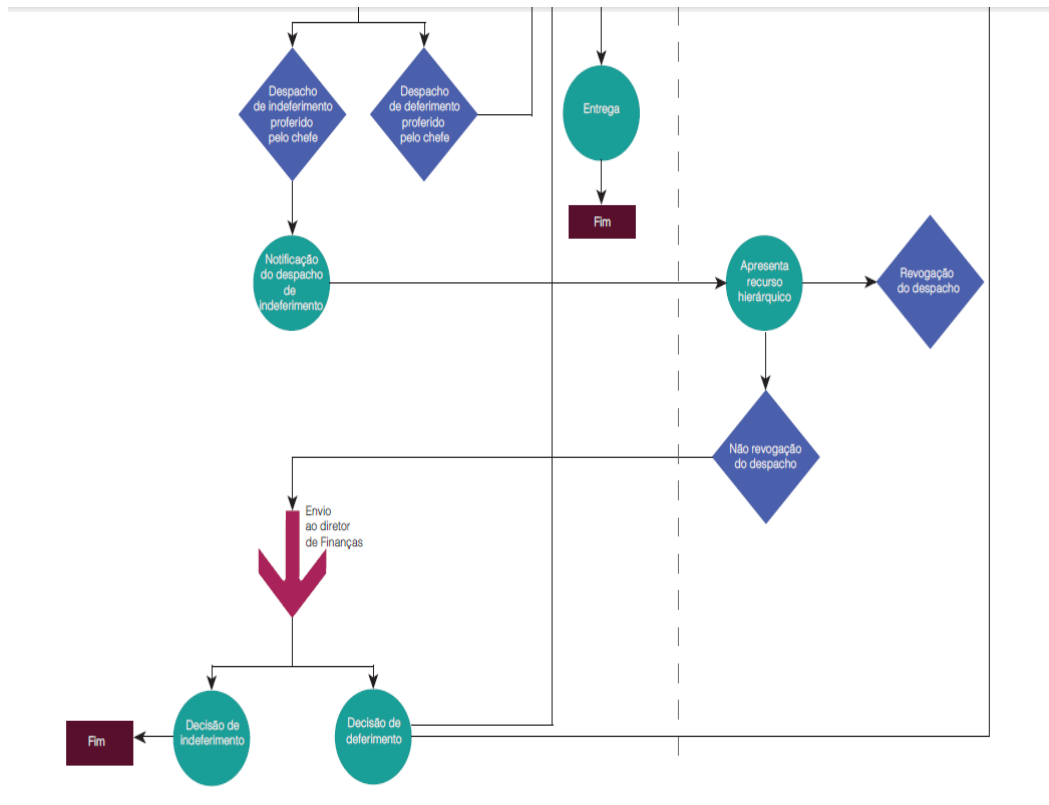 Despacho
de indeferimento
proferido
pelo chefe
Despacho
de deferimento
proferido
pelo chefe
Entrega
Fim
Notificação
do despacho
de
indeferimento
Apresenta
recurso
hierárquico
Revogação
do despacho
Não revogação
do despacho
Envio
ao diretor
de Finanças
Fim
Decisão de
indeferimento
Decisão de
deferimento